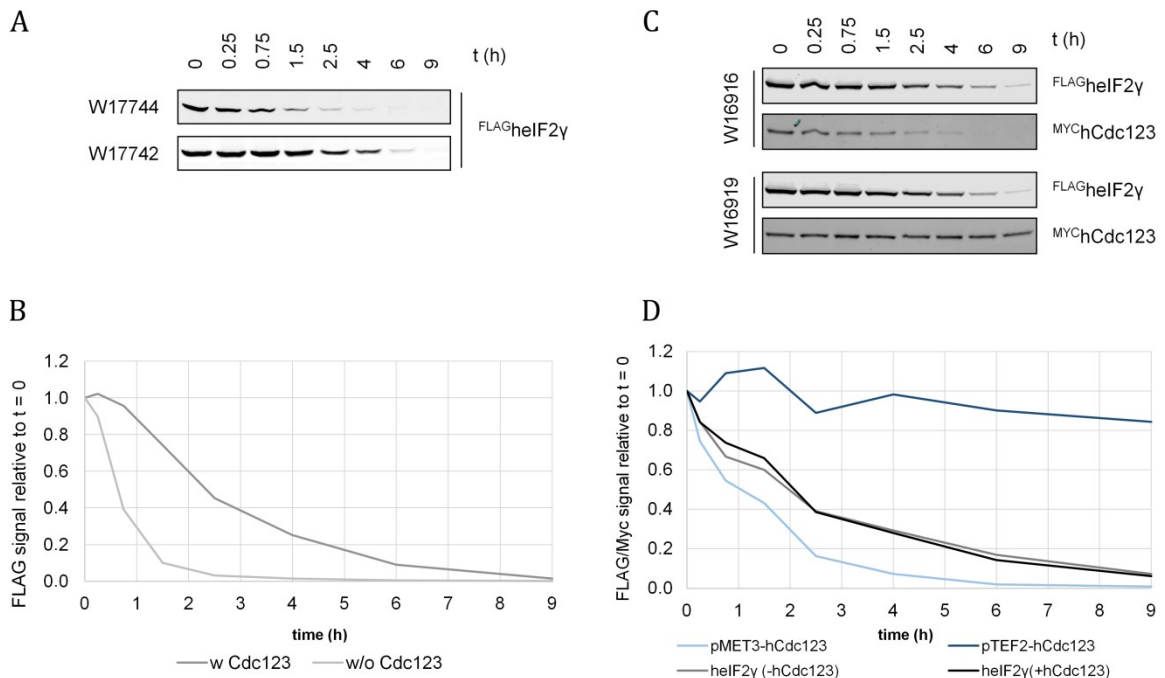 A
0 0.25 0.75 1.5 2.5 4 6 9 t (h)
W17744
W17742
FLAGheIF2γ
B
FLAG signal relative to t = 0
1.2
1.0
0.8
0.6
0.4
0.2
0.0
0 1 2 3 4 5 6 7 8 9
time (h)
w Cdc123 w/o Cdc123
C
0 0.25 0.75 1.5 2.5 4 6 9 t (h)
W16916
FLAGheIF2γ
MYChCdc123
W16919
FLAGheIF2γ
MYChCdc123
D
FLAG/Myc signal relative to t = 0
1.2
1.0
0.8
0.6
0.4
0.2
0.0
0 1 2 3 4 5 6 7 8 9
time (h)
pMET3-hCdc123 pTEF2-hCdc123
heIF2γ (-hCdc123) heIF2γ(+hCdc123)